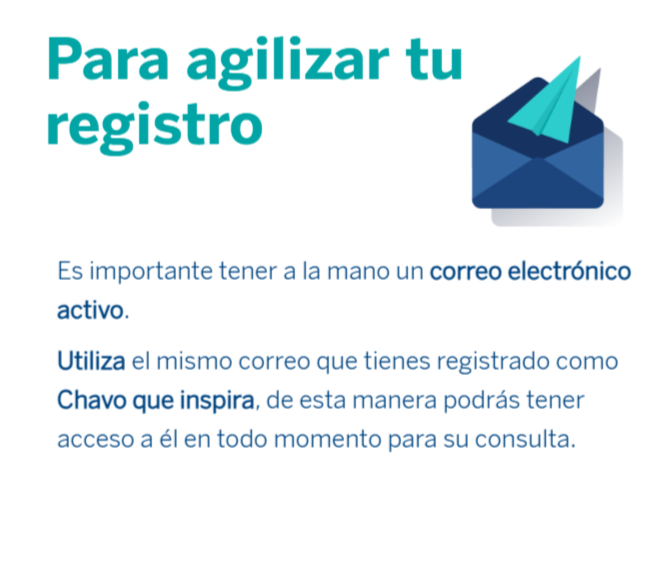 Para agilizar tu
registro
Es importante tener a la mano un correo electrónico
activo.
Utiliza el mismo correo que tienes registrado como
Chavo que inspira, de esta manera podrás tener
acceso a él en todo momento para su consulta.